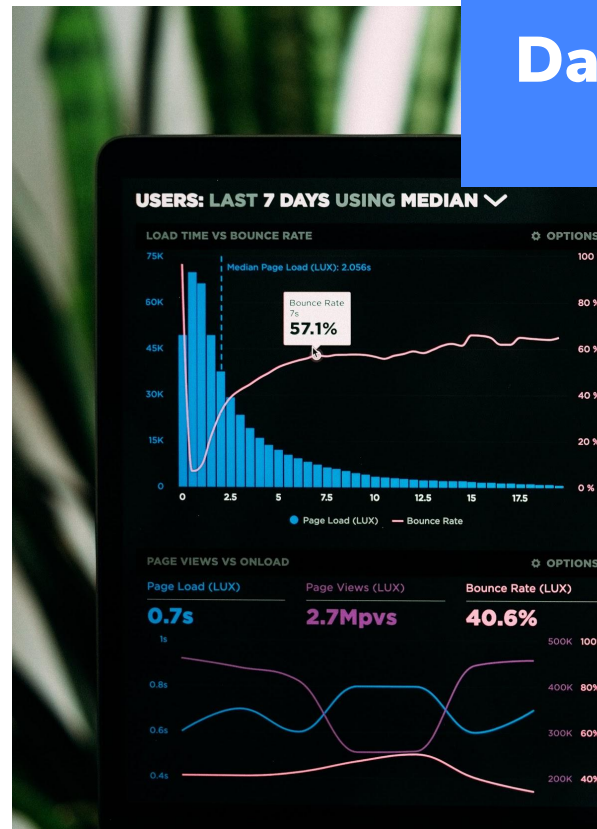 Da
USERS: LAST 7 DAYS USING MEDIAN
LOAD TIME VS BOUNCE RATE
OPTIONS
75K
100
Median Page Load (LUX): 2.056s
60K
80 %
Bounce Rate
7s
57.1%
45K
60 %
30K
40 %
15K
20 %
0
0 %
0 2.5 5 7.5 10 12.5 15 17.5
Page Load (LUX) Bounce Rate
PAGE VIEWS VS ONLOAD
OPTIONS
Page Load (LUX) Page Views (LUX) Bounce Rate (LUX)
0.7s 2.7Mpvs 40.6%
1s
500K 100
0.8s
400K 80%
0.6s
300K 60%
0.4s
200K 40%